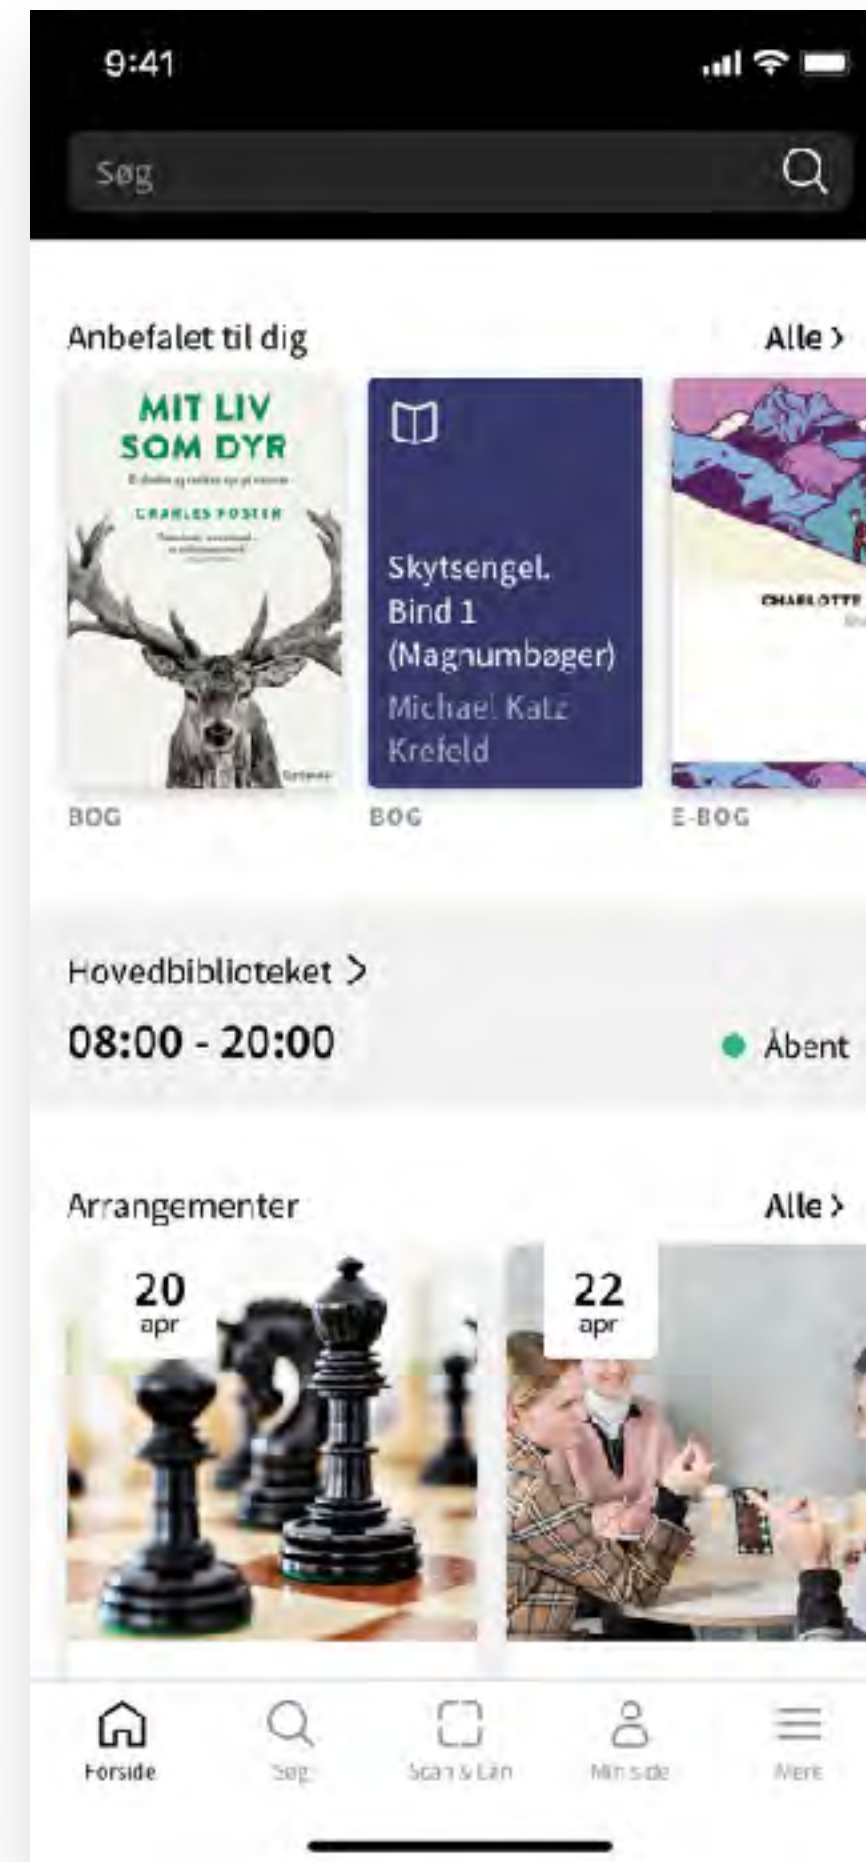 9:41
Søg
Anbefalet til dig
Alle >
MIT LIV
SOM DYR
CHARLES FOSTER
Skytsengel.
Bind 1
(Magnumbøger)
Michael Katz
Krefeld
CHARLOTTE
BOG
BOG
E-BOG
Hovedbiblioteket >
08:00 - 20:00
Åbent
Arrangementer
Alle >
20
apr
22
apr
Forside
Søg
Scan & Lån
Min side
Mere